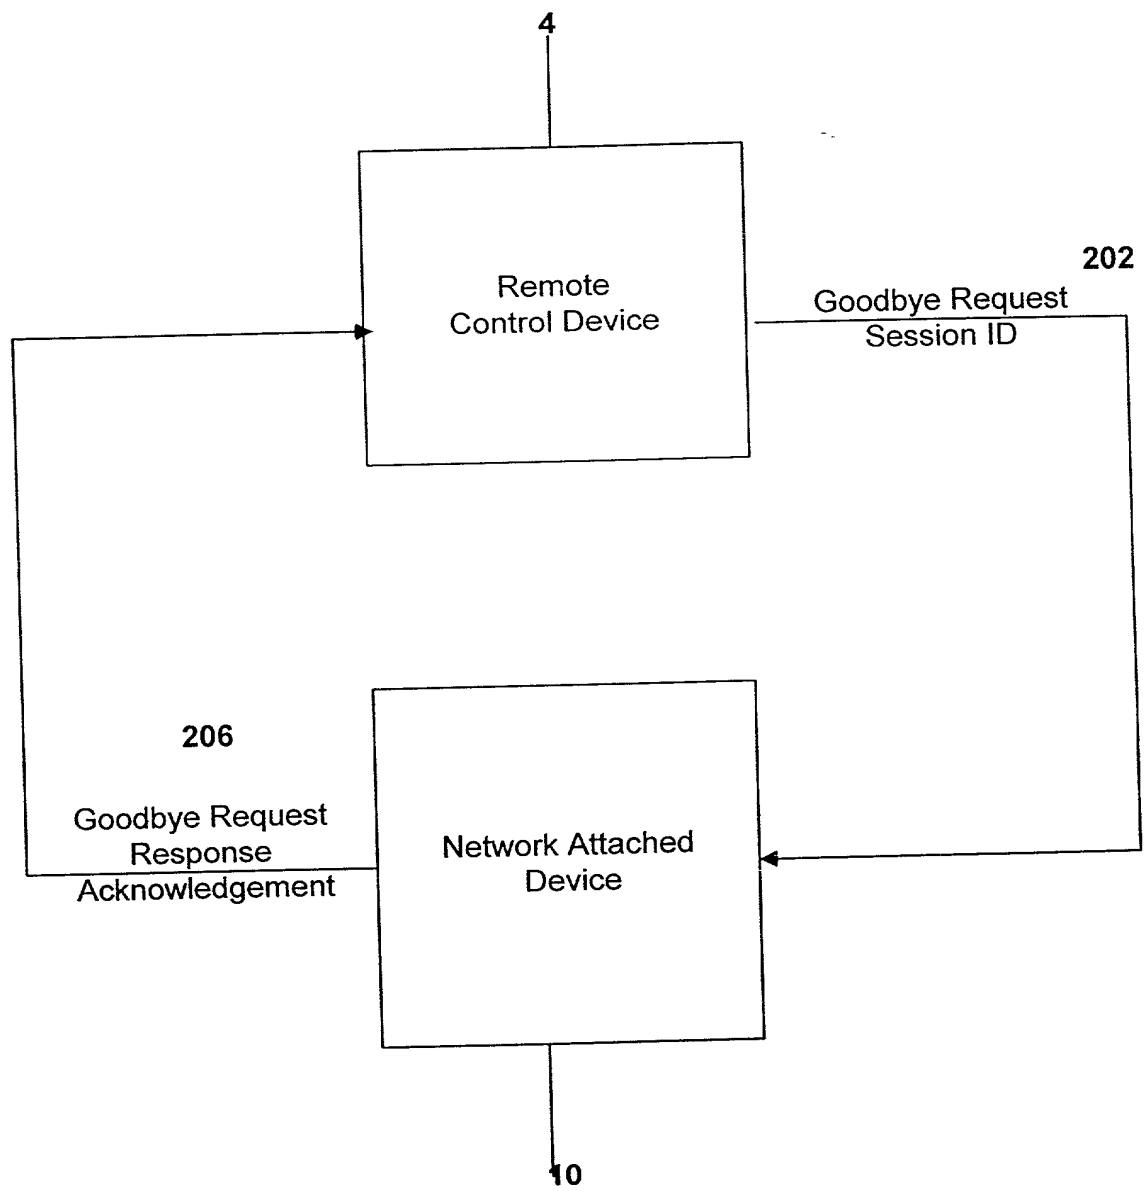 4
Remote
Control Device
202
Goodbye Request
Session ID
206
Goodbye Request
Response
Acknowledgement
Network Attached
Device
10